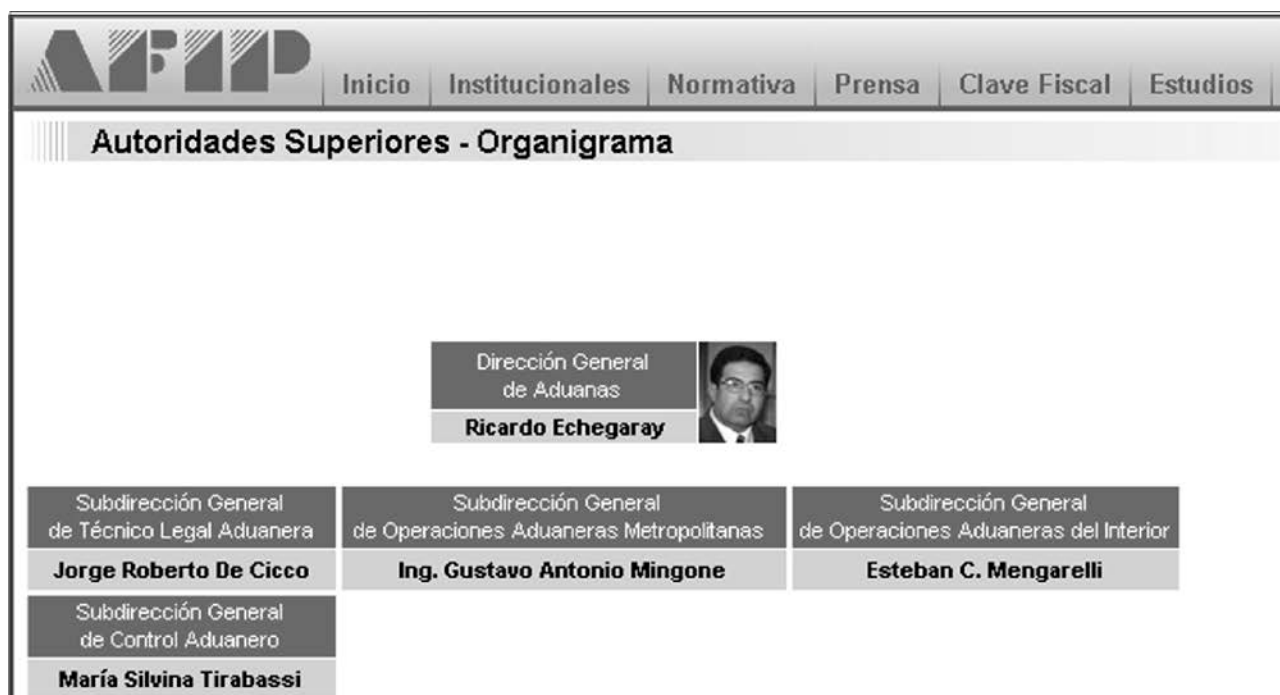 AFIP
Inicio Institucionales Normativa Prensa Clave Fiscal Estudios
Autoridades Superiores - Organigrama
Dirección General
de Aduanas
Ricardo Echegaray
Subdirección General
de Técnico Legal Aduanera
Jorge Roberto De Cicco
Subdirección General
de Operaciones Aduaneras Metropolitanas
Ing. Gustavo Antonio Mingone
Subdirección General
de Operaciones Aduaneras del Interior
Esteban C. Mengarelli
Subdirección General
de Control Aduanero
María Silvina Tirabassi